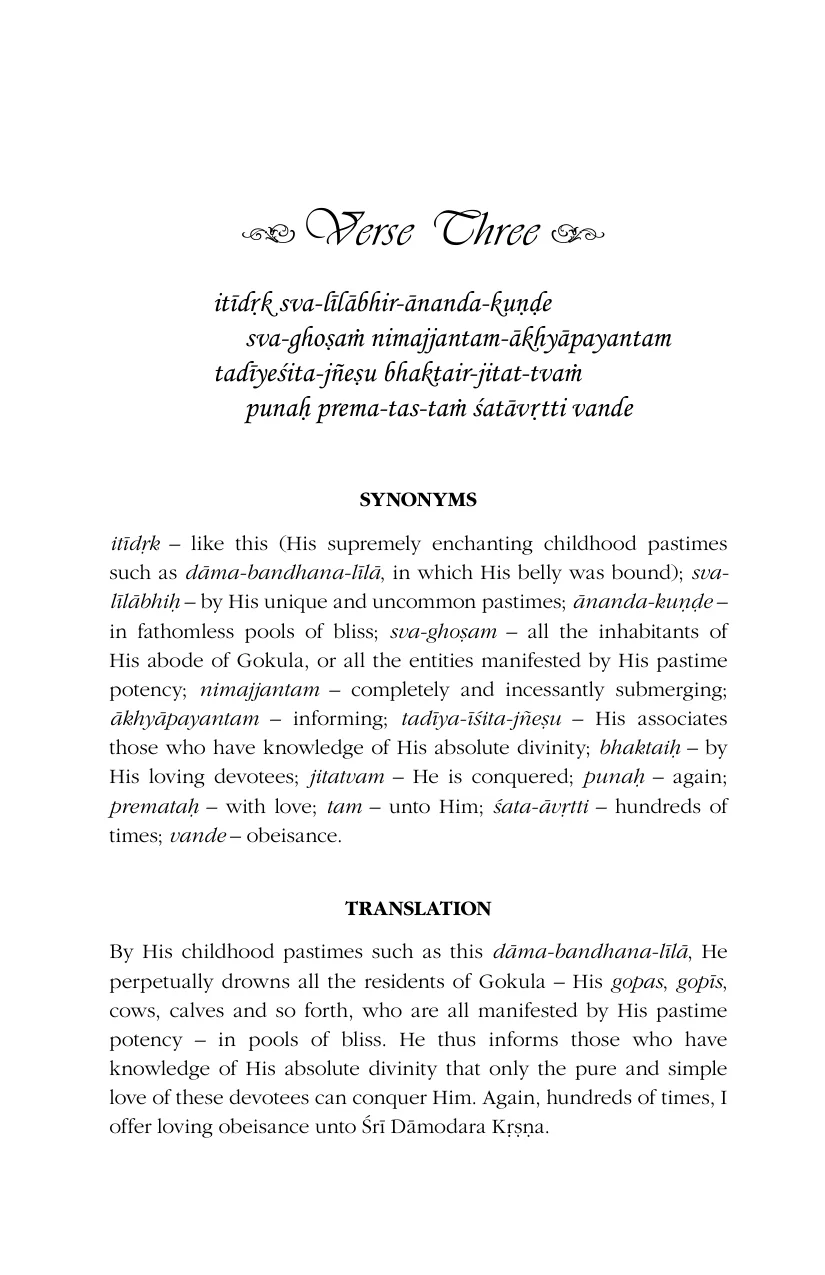 Verse Three
itīdṛk sva-līlābhir-ānanda-kuṇḍe
sva-ghoṣaṁ nimajjantam-ākhyāpayantam
tadīyeśita-jñeṣu bhaktair-jitat-tvaṁ
punaḥ prema-tas-taṁ śatāvṛtti vande
SYNONYMS
itīdṛk – like this (His supremely enchanting childhood pastimes
such as dāma-bandhana-līlā, in which His belly was bound); sva-
līlābhiḥ – by His unique and uncommon pastimes; ānanda-kuṇḍe –
in fathomless pools of bliss; sva-ghoṣam – all the inhabitants of
His abode of Gokula, or all the entities manifested by His pastime
potency; nimajjantam – completely and incessantly submerging;
ākhyāpayantam – informing; tadīya-īśita-jñeṣu – His associates
those who have knowledge of His absolute divinity; bhaktaiḥ – by
His loving devotees; jitatvam – He is conquered; punaḥ – again;
premataḥ – with love; tam – unto Him; śata-āvṛtti – hundreds of
times; vande – obeisance.
TRANSLATION
By His childhood pastimes such as this dāma-bandhana-līlā, He
perpetually drowns all the residents of Gokula – His gopas, gopīs,
cows, calves and so forth, who are all manifested by His pastime
potency – in pools of bliss. He thus informs those who have
knowledge of His absolute divinity that only the pure and simple
love of these devotees can conquer Him. Again, hundreds of times, I
offer loving obeisance unto Śrī Dāmodara Kṛṣṇa.